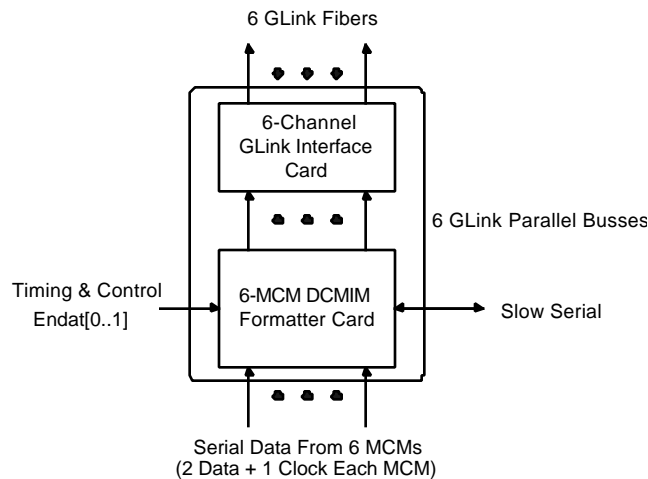 6 GLink Fibers
6-Channel
GLink Interface
Card
6 GLink Parallel Busses
Timing & Control
Endat[0..1]
6-MCM DCMIM
Formatter Card
Slow Serial
Serial Data From 6 MCMs
(2 Data + 1 Clock Each MCM)